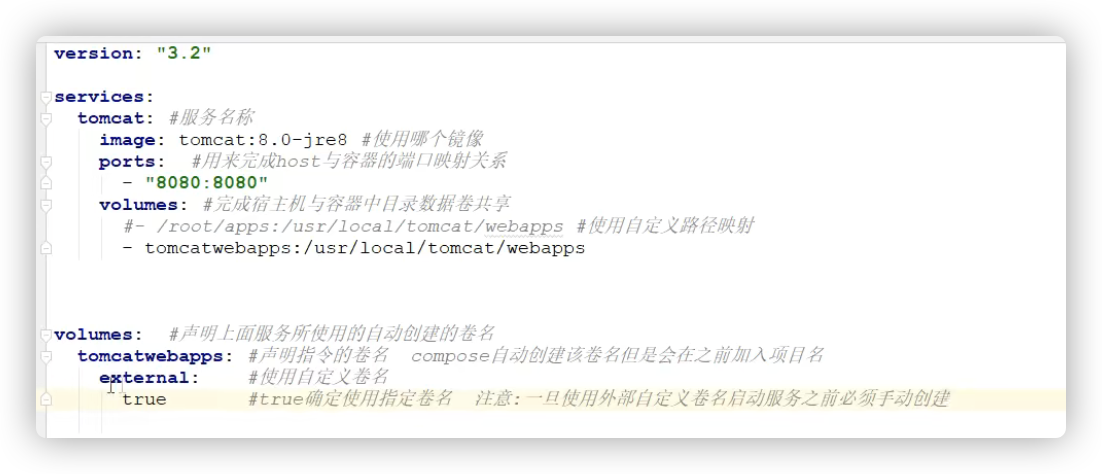 version: "3.2"
services:
tomcat: #服务名称
image: tomcat:8.0-jre8 #使用哪个镜像
ports: #用来完成host与容器的端口映射关系
- "8080:8080"
volumes: #完成宿主机与容器中目录数据卷共享
#- /root/apps:/usr/local/tomcat/webapps #使用自定义路径映射
- tomcatwebapps:/usr/local/tomcat/webapps
volumes: #声明上面服务所使用的自动创建的卷名
tomcatwebapps: #声明指令的卷名 compose自动创建该卷名但是会在之前加入项目名
external: #使用自定义卷名
true #true确定使用指定卷名 注意:一旦使用外部自定义卷名启动服务之前必须手动创建